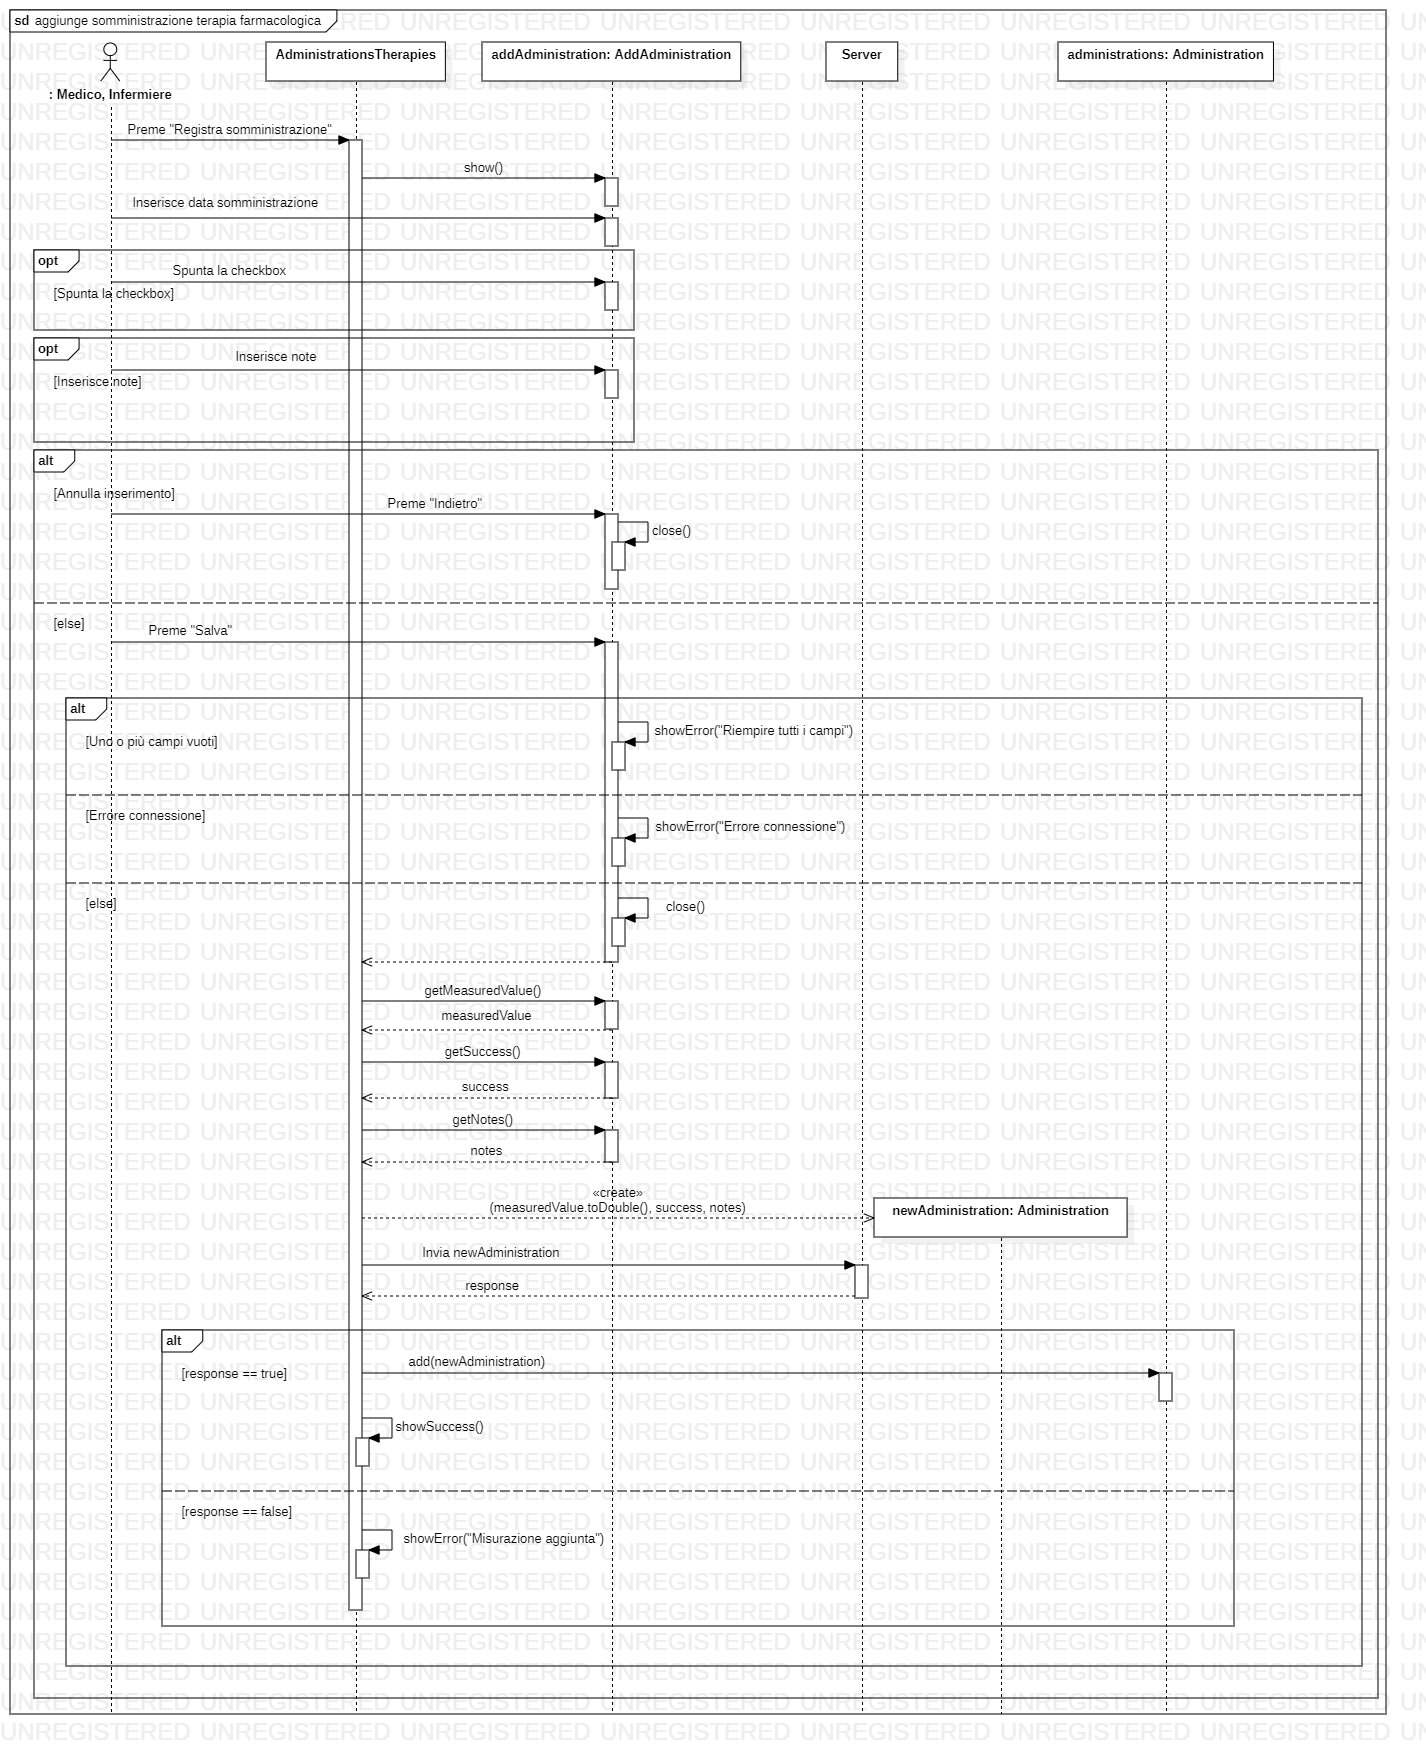 sd aggiunge somministrazione terapia farmacologica
: Medico, Infermiere
AdministrationsTherapies
addAdministration: AddAdministration
Server
administrations: Administration
Preme "Registra somministrazione"
show()
Inserisce data somministrazione
opt
Spunta la checkbox
[Spunta la checkbox]
opt
Inserisce note
[Inserisce note]
alt
[Annulla inserimento]
Preme "Indietro"
close()
[else]
Preme "Salva"
alt
showError("Riempire tutti i campi")
[Uno o più campi vuoti]
[Errore connessione]
showError("Errore connessione")
[else]
close()
getMeasuredValue()
measuredValue
getSuccess()
success
getNotes()
notes
«create»
(measuredValue.toDouble(), success, notes)
newAdministration: Administration
Invia newAdministration
response
alt
add(newAdministration)
[response == true]
showSuccess()
[response == false]
showError("Misurazione aggiunta")
UNREGISTERED